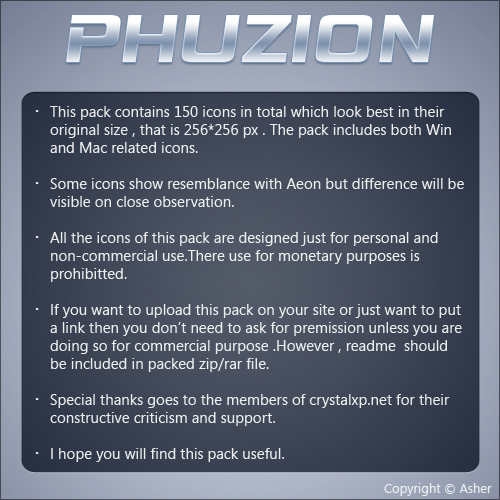 PHUZION
· This pack contains 150 icons in total which look best in their
original size , that is 256*256 px . The pack includes both Win
and Mac related icons.
· Some icons show resemblance with Aeon but difference will be
visible on close observation.
· All the icons of this pack are designed just for personal and
non-commercial use.There use for monetary purposes is
prohibitted.
· If you want to upload this pack on your site or just want to put
a link then you don't need to ask for premission unless you are
doing so for commercial purpose .However , readme  should
be included in packed zip/rar file.
· Special thanks goes to the members of crystalxp.net for their
constructive criticism and support.
· I hope you will find this pack useful.
Copyright © Asher